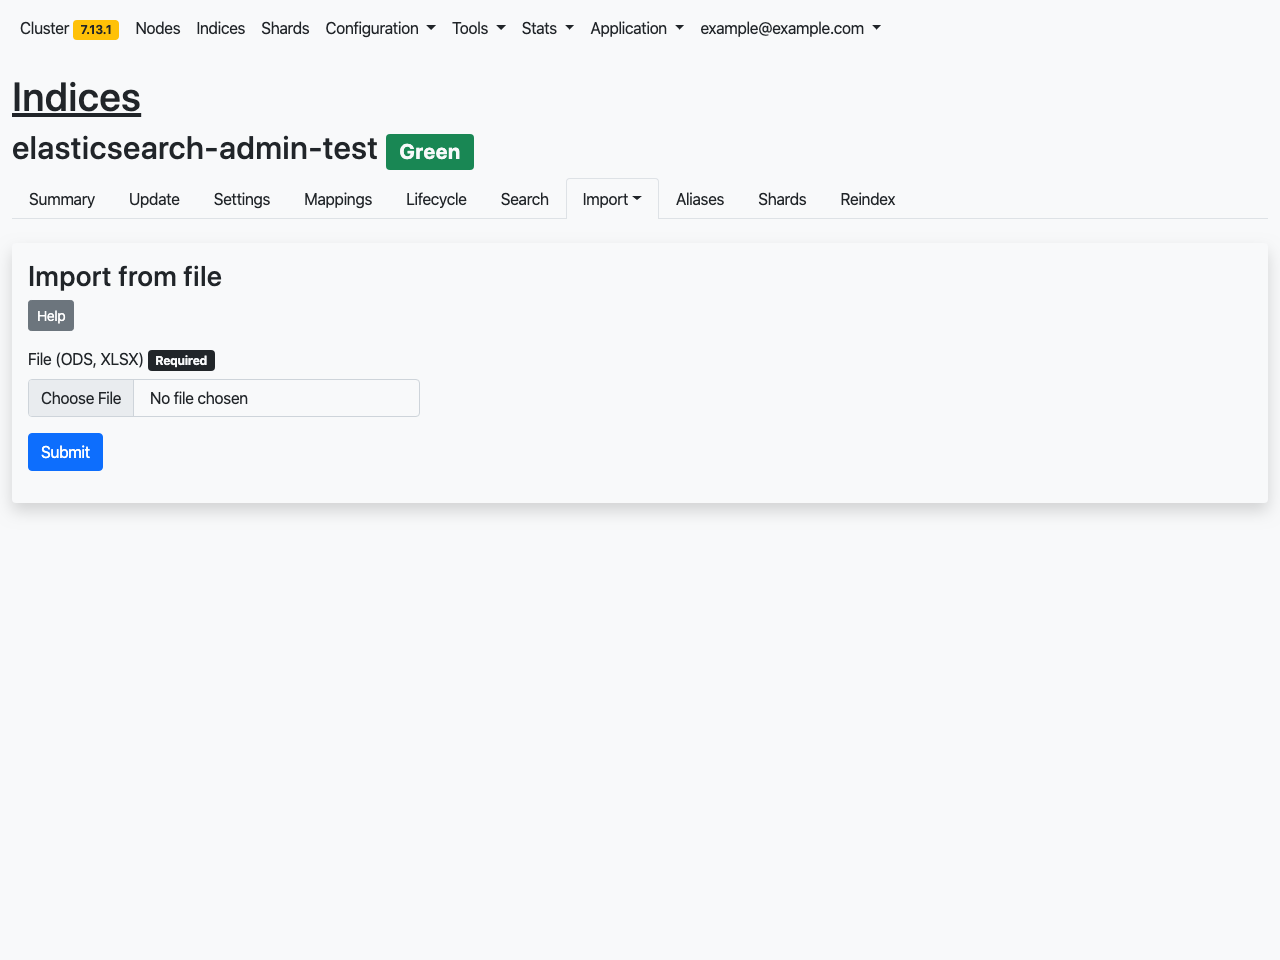 Cluster 7.13.1 Nodes Indices Shards Configuration Tools Stats Application example@example.com
Indices
elasticsearch-admin-test Green
Summary Update Settings Mappings Lifecycle Search Import Aliases Shards Reindex
Import from file
Help
File (ODS, XLSX) Required
Choose File No file chosen
Submit